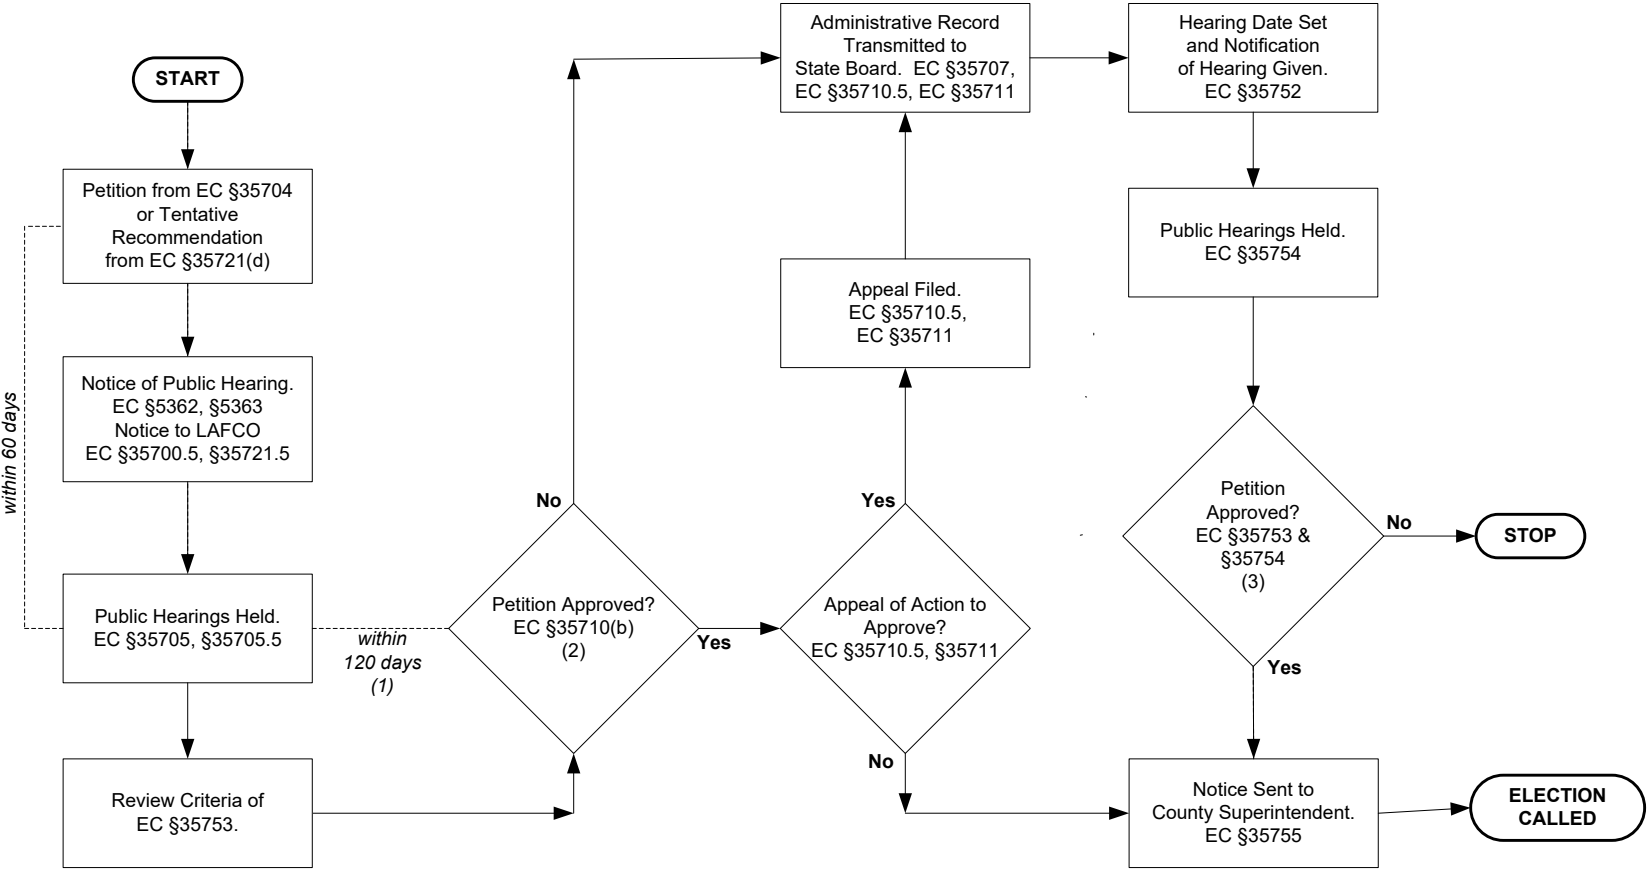 START
Petition from EC §35704
or Tentative
Recommendation
from EC §35721(d)
within 60 days
Notice of Public Hearing.
EC §5362, §5363
Notice to LAFCO
EC §35700.5, §35721.5
Public Hearings Held.
EC §35705, §35705.5
within
120 days
(1)
Review Criteria of
EC §35753.
Petition Approved?
EC §35710(b)
(2)
No
Yes
Appeal of Action to
Approve?
EC §35710.5, §35711
Yes
No
Appeal Filed.
EC §35710.5,
EC §35711
Administrative Record
Transmitted to
State Board.  EC §35707,
EC §35710.5, EC §35711
Hearing Date Set
and Notification
of Hearing Given.
EC §35752
Public Hearings Held.
EC §35754
Petition
Approved?
EC §35753 &
§35754
(3)
No
STOP
Yes
Notice Sent to
County Superintendent.
EC §35755
ELECTION
CALLED